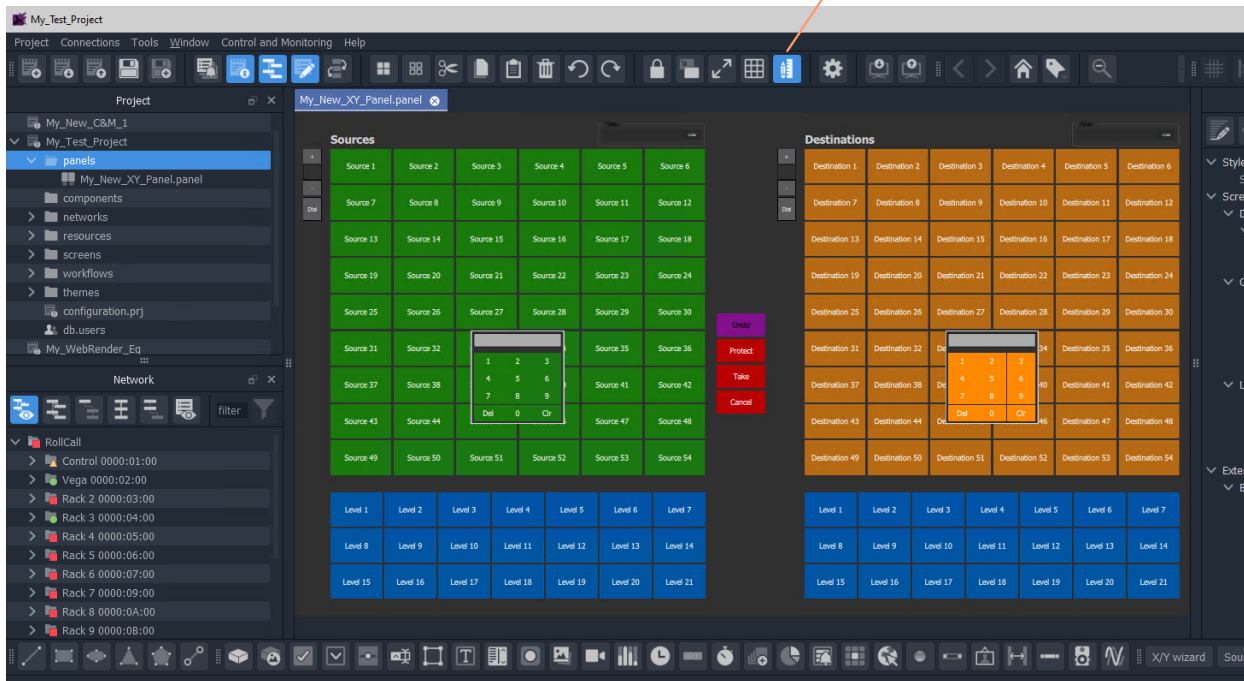 My_Test_Project
Project Connections Tools Window Control and Monitoring Help
Project
My_New_XY_Panel.panel
My_New_C&M_1
My_Test_Project
panels
My_New_XY_Panel.panel
components
networks
resources
screens
workflows
themes
configuration.prj
db.users
My_WebRender_Eg
Network
filter
RollCall
Control 0000:01:00
Vega 0000:02:00
Rack 2 0000:03:00
Rack 3 0000:04:00
Rack 4 0000:05:00
Rack 5 0000:06:00
Rack 6 0000:07:00
Rack 7 0000:09:00
Rack 8 0000:0A:00
Rack 9 0000:0B:00
Sources
Dial
Source 1 Source 2 Source 3 Source 4 Source 5 Source 6
Source 7 Source 8 Source 9 Source 10 Source 11 Source 12
Source 13 Source 14 Source 15 Source 16 Source 17 Source 18
Source 19 Source 20 Source 21 Source 22 Source 23 Source 24
Source 25 Source 26 Source 27 Source 28 Source 29 Source 30
Source 31 Source 32 Source 35 Source 36
Source 37 Source 38 Source 41 Source 42
Source 43 Source 44 Source 47 Source 48
Source 49 Source 50 Source 51 Source 52 Source 53 Source 54
1 2 3
4 5 6
7 8 9
Del 0 Clr
Level 1 Level 2 Level 3 Level 4 Level 5 Level 6 Level 7
Level 8 Level 9 Level 10 Level 11 Level 12 Level 13 Level 14
Level 15 Level 16 Level 17 Level 18 Level 19 Level 20 Level 21
Undo
Protect
Take
Cancel
Destinations
Dial
Destination 1 Destination 2 Destination 3 Destination 4 Destination 5 Destination 6
Destination 7 Destination 8 Destination 9 Destination 10 Destination 11 Destination 12
Destination 13 Destination 14 Destination 15 Destination 16 Destination 17 Destination 18
Destination 19 Destination 20 Destination 21 Destination 22 Destination 23 Destination 24
Destination 25 Destination 26 Destination 27 Destination 28 Destination 29 Destination 30
Destination 31 Destination 32 De 34 Destination 35 Destination 36
Destination 37 Destination 38 De 40 Destination 41 Destination 42
Destination 43 Destination 44 De 46 Destination 47 Destination 48
Destination 49 Destination 50 Destination 51 Destination 52 Destination 53 Destination 54
1 2 3
4 5 6
7 8 9
Del 0 Clr
Level 1 Level 2 Level 3 Level 4 Level 5 Level 6 Level 7
Level 8 Level 9 Level 10 Level 11 Level 12 Level 13 Level 14
Level 15 Level 16 Level 17 Level 18 Level 19 Level 20 Level 21
Style
S
Scre
D
G
L
Exte
B
X/Y wizard Sou